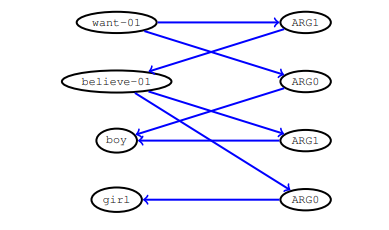 want-01 ARG1
believe-01 ARG0
boy ARG1
girl ARG0